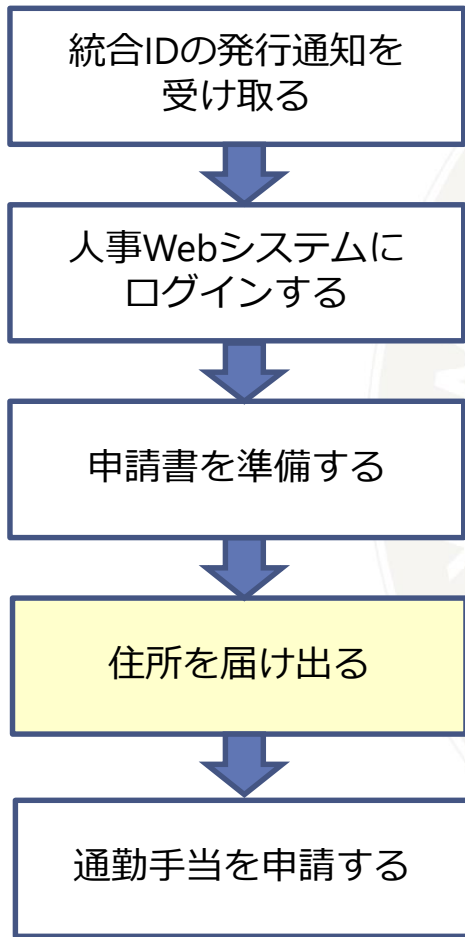 統合IDの発行通知を
受け取る
人事Webシステムに
ログインする
申請書を準備する
住所を届け出る
通勤手当を申請する